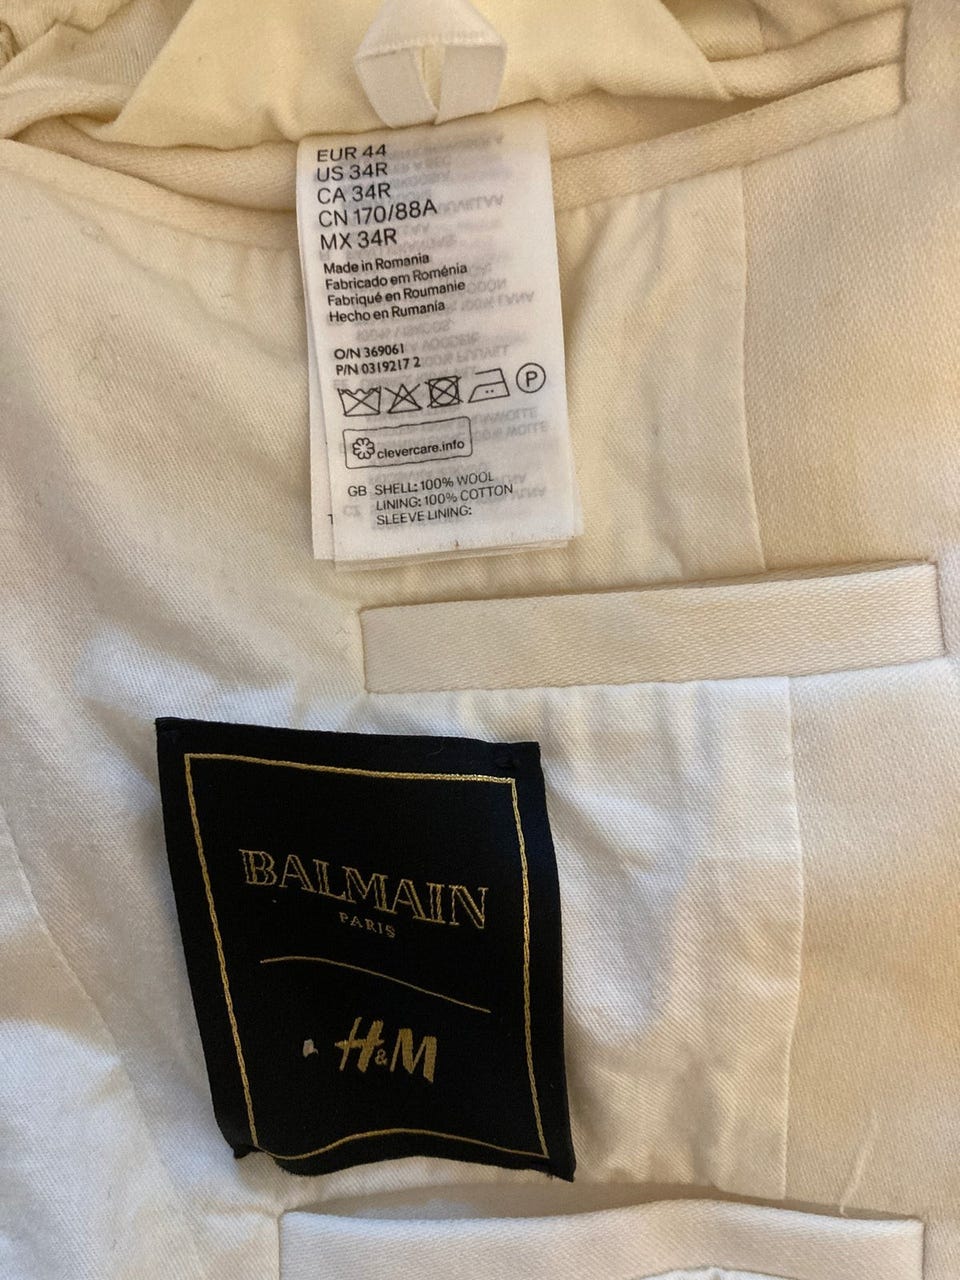 EUR 44
US 34R
CA 34R
CN 170/88A
MX 34R
Made in Romania
Fabricado em Roménia
Fabriqué en Roumanie
Hecho en Rumanía
O/N 369061
P/N 0319217 2
P
clevercare.info
GB SHELL: 100% WOOL
LINING: 100% COTTON
SLEEVE LINING:
BALMAIN
PARIS
H&M